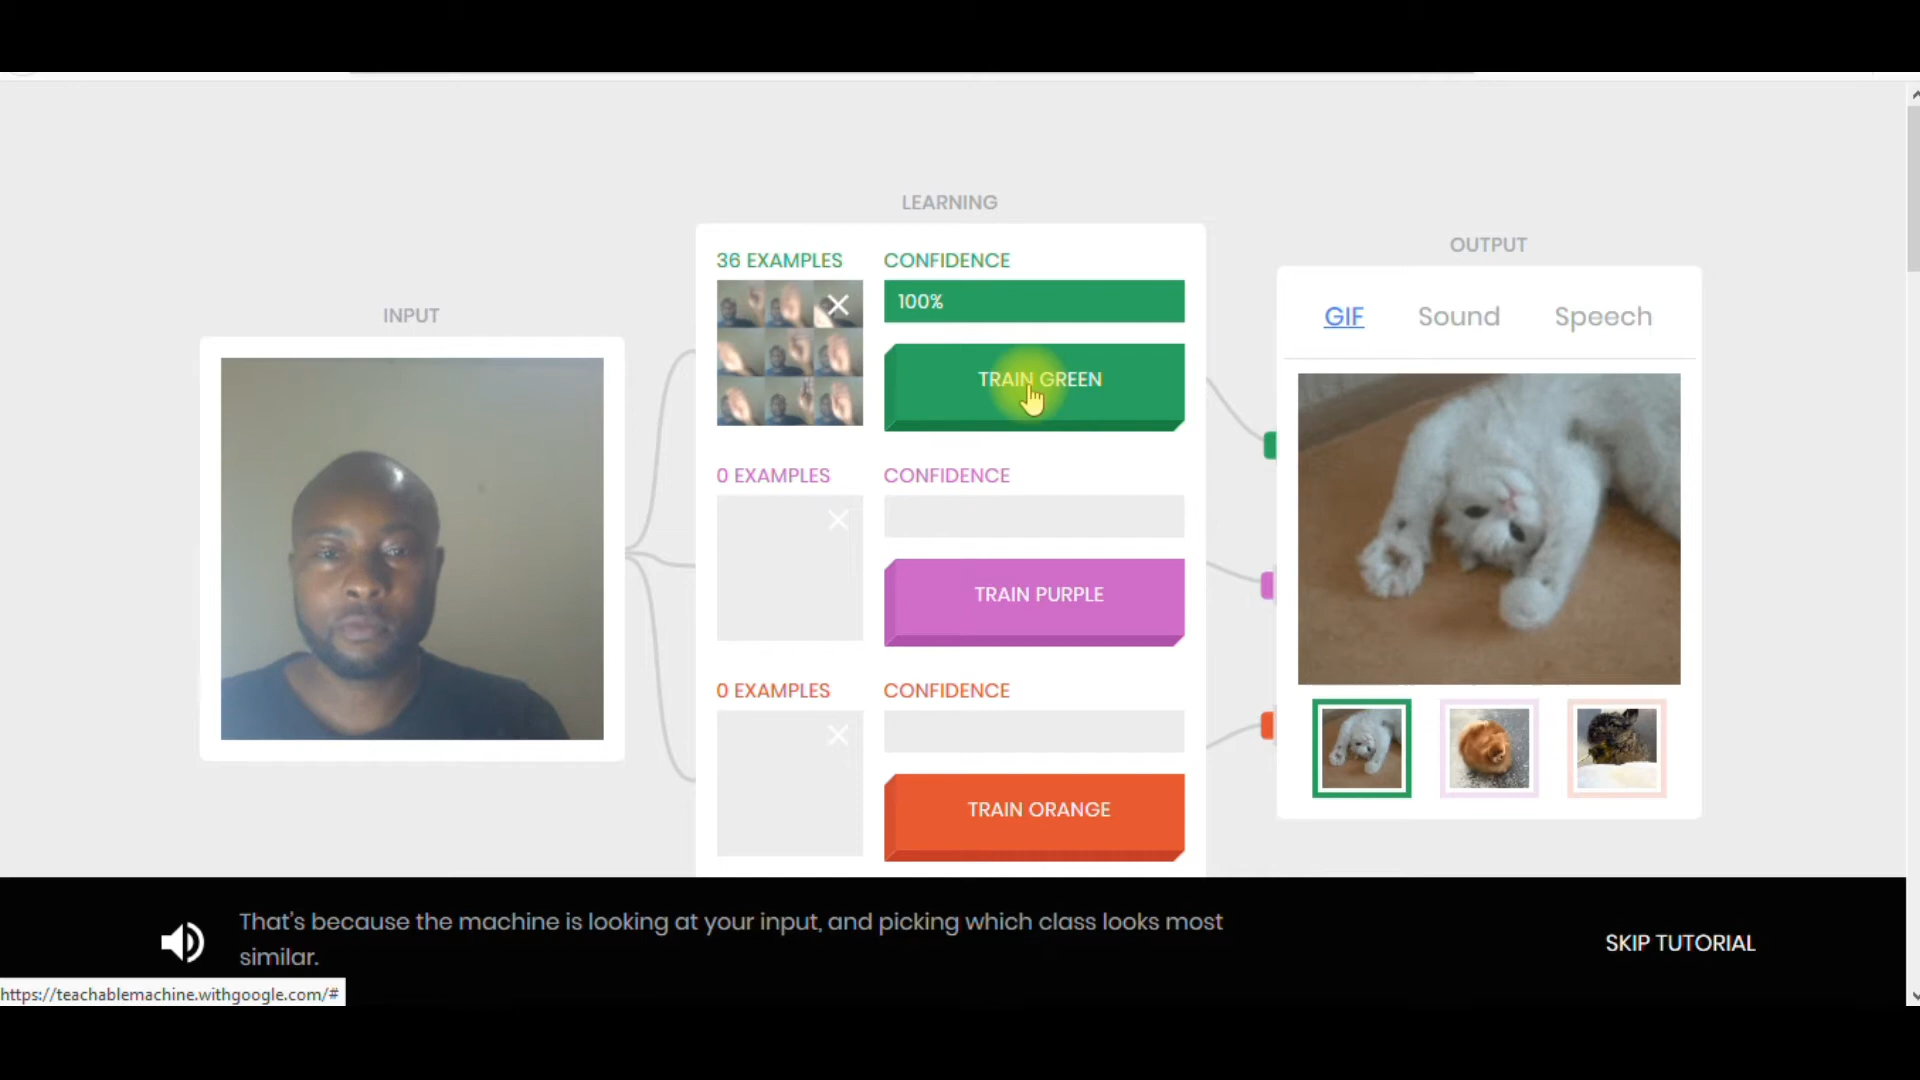 LEARNING
OUTPUT
INPUT
36 EXAMPLES
CONFIDENCE
100%
TRAIN GREEN
0 EXAMPLES
CONFIDENCE
TRAIN PURPLE
0 EXAMPLES
CONFIDENCE
TRAIN ORANGE
GIF
Sound
Speech
That's because the machine is looking at your input, and picking which class looks most
similar.
SKIP TUTORIAL
https://teachablemachine.withgoogle.com/#